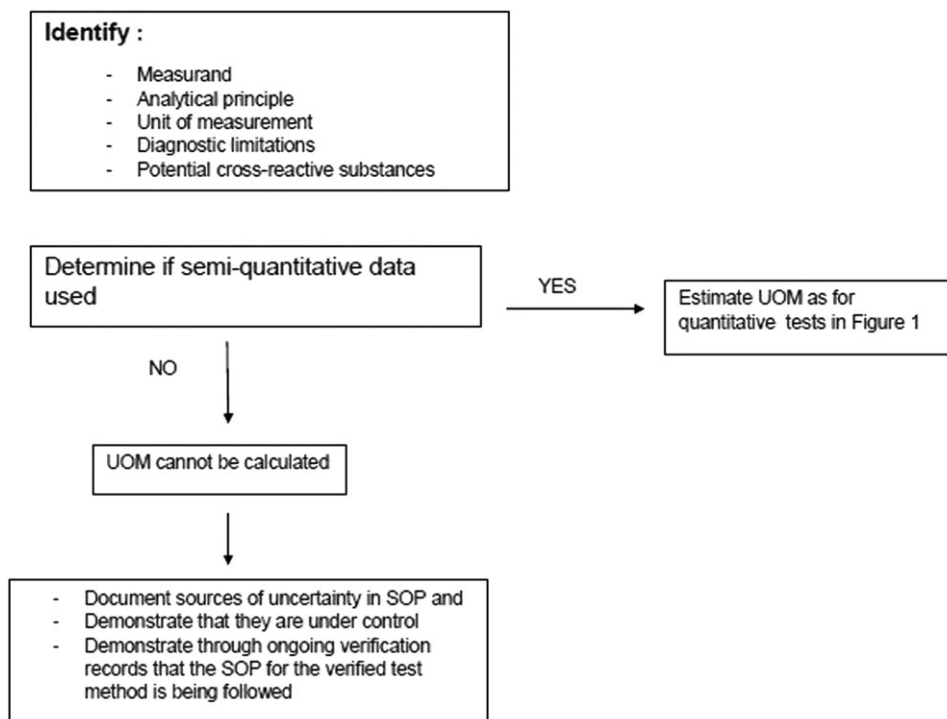 Identify :
- Measurand
- Analytical principle
- Unit of measurement
- Diagnostic limitations
- Potential cross-reactive substances
Determine if semi-quantitative data
used
YES
Estimate UOM as for
quantitative tests in Figure 1
NO
UOM cannot be calculated
- Document sources of uncertainty in SOP and
- Demonstrate that they are under control
- Demonstrate through ongoing verification
records that the SOP for the verified test
method is being followed